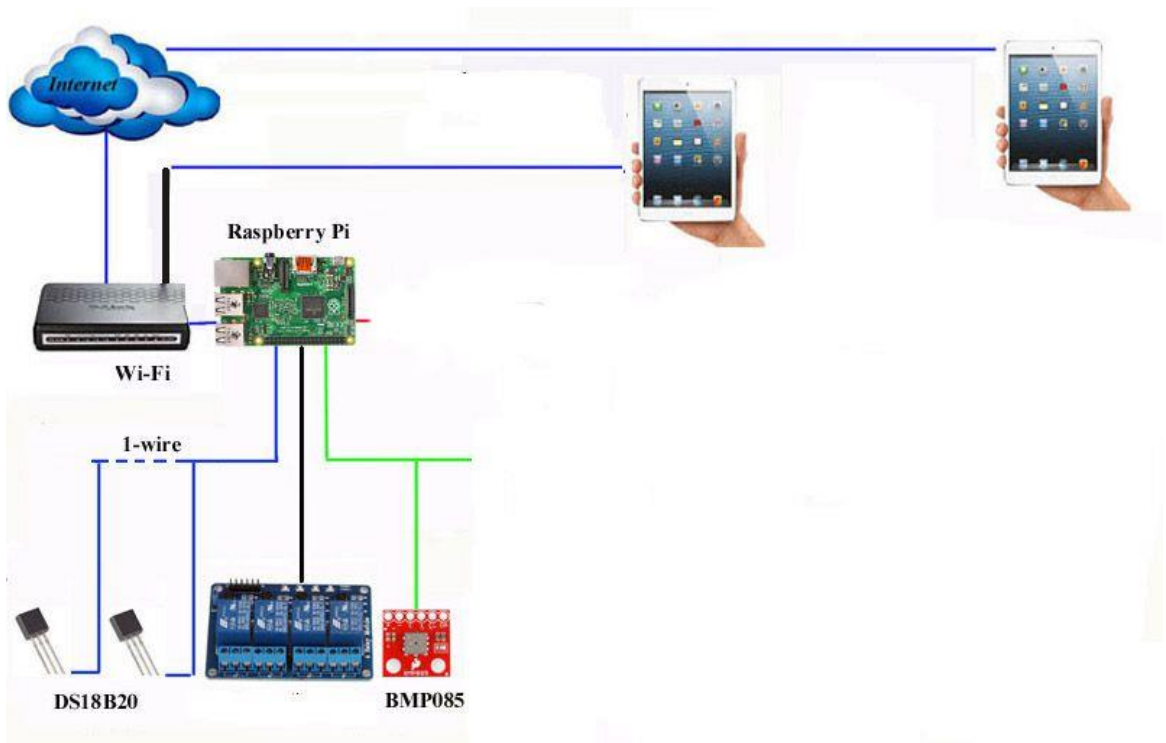 Internet
Raspberry Pi
Wi-Fi
1-wire
DS18B20
BMP085